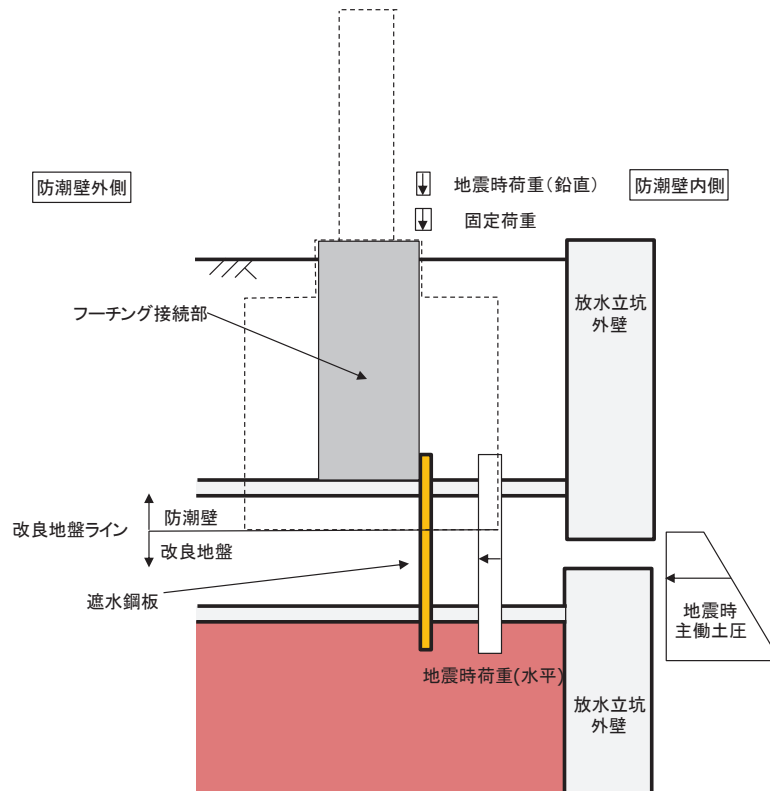 地震時荷重（鉛直）
防潮壁外側
防潮壁内側
固定荷重
放水立坑
外壁
フーチング接続部
防潮壁
改良地盤ライン
改良地盤
遮水鋼板
地震時
主働土圧
地震時荷重(水平)
放水立坑
外壁